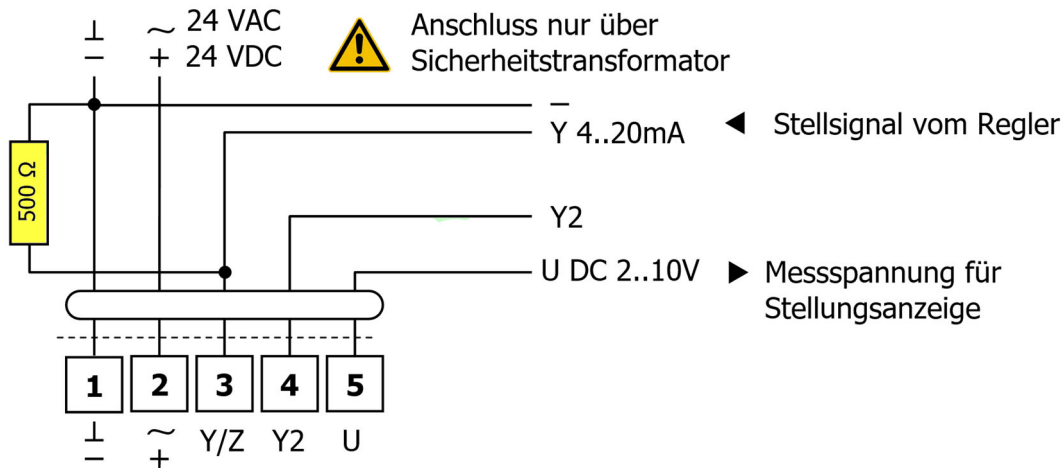 ⊥ ~ 24 VAC
− + 24 VDC
Anschluss nur über
Sicherheitstransformator
−
Y 4..20mA ◄ Stellsignal vom Regler
500 Ω
Y2
U DC 2..10V ► Messspannung für
Stellungsanzeige
1 2 3 4 5
⊥ ~ Y/Z Y2 U
− +